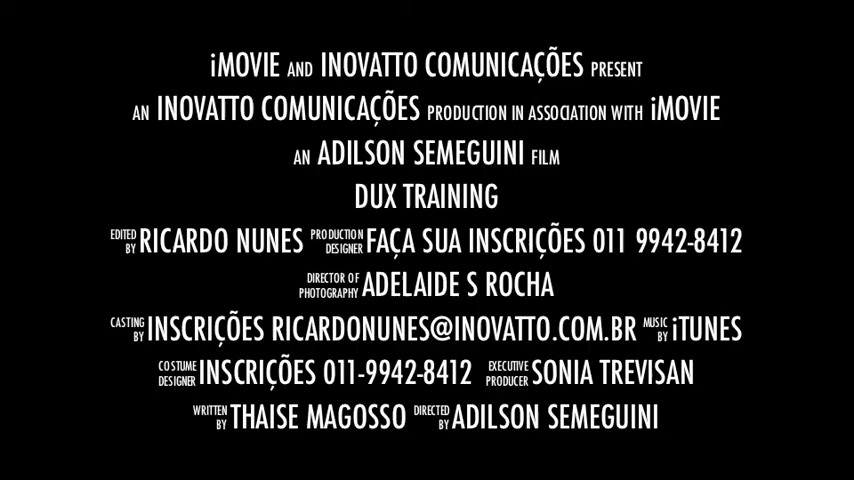 iMOVIE AND INOVATTO COMUNICAÇÕES PRESENT
AN INOVATTO COMUNICAÇÕES PRODUCTION IN ASSOCIATION WITH iMOVIE
AN ADILSON SEMEGUINI FILM
DUX TRAINING
EDITED BY RICARDO NUNES PRODUCTION DESIGNER FAÇA SUA INSCRIÇÕES 011 9942-8412
DIRECTOR OF PHOTOGRAPHY ADELAIDE S ROCHA
CASTING BY INSCRIÇÕES RICARDONUNES@INOVATTO.COM.BR MUSIC BY iTUNES
COSTUME DESIGNER INSCRIÇÕES 011-9942-8412 EXECUTIVE PRODUCER SONIA TREVISAN
WRITTEN BY THAISE MAGOSSO DIRECTED BY ADILSON SEMEGUINI